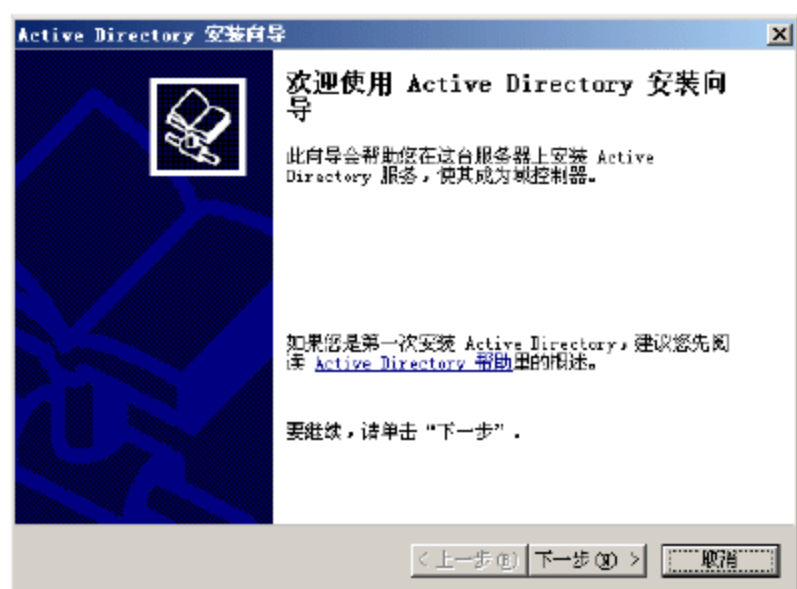 Active Directory 安装向导
欢迎使用 Active Directory 安装向
导
此向导会帮助您在这台服务器上安装 Active
Directory 服务，使其成为域控制器。
如果您是第一次安装 Active Directory，建议您先阅
读 Active Directory 帮助里的概述。
要继续，请单击“下一步”.
< 上一步(B) 下一步(N) > 取消